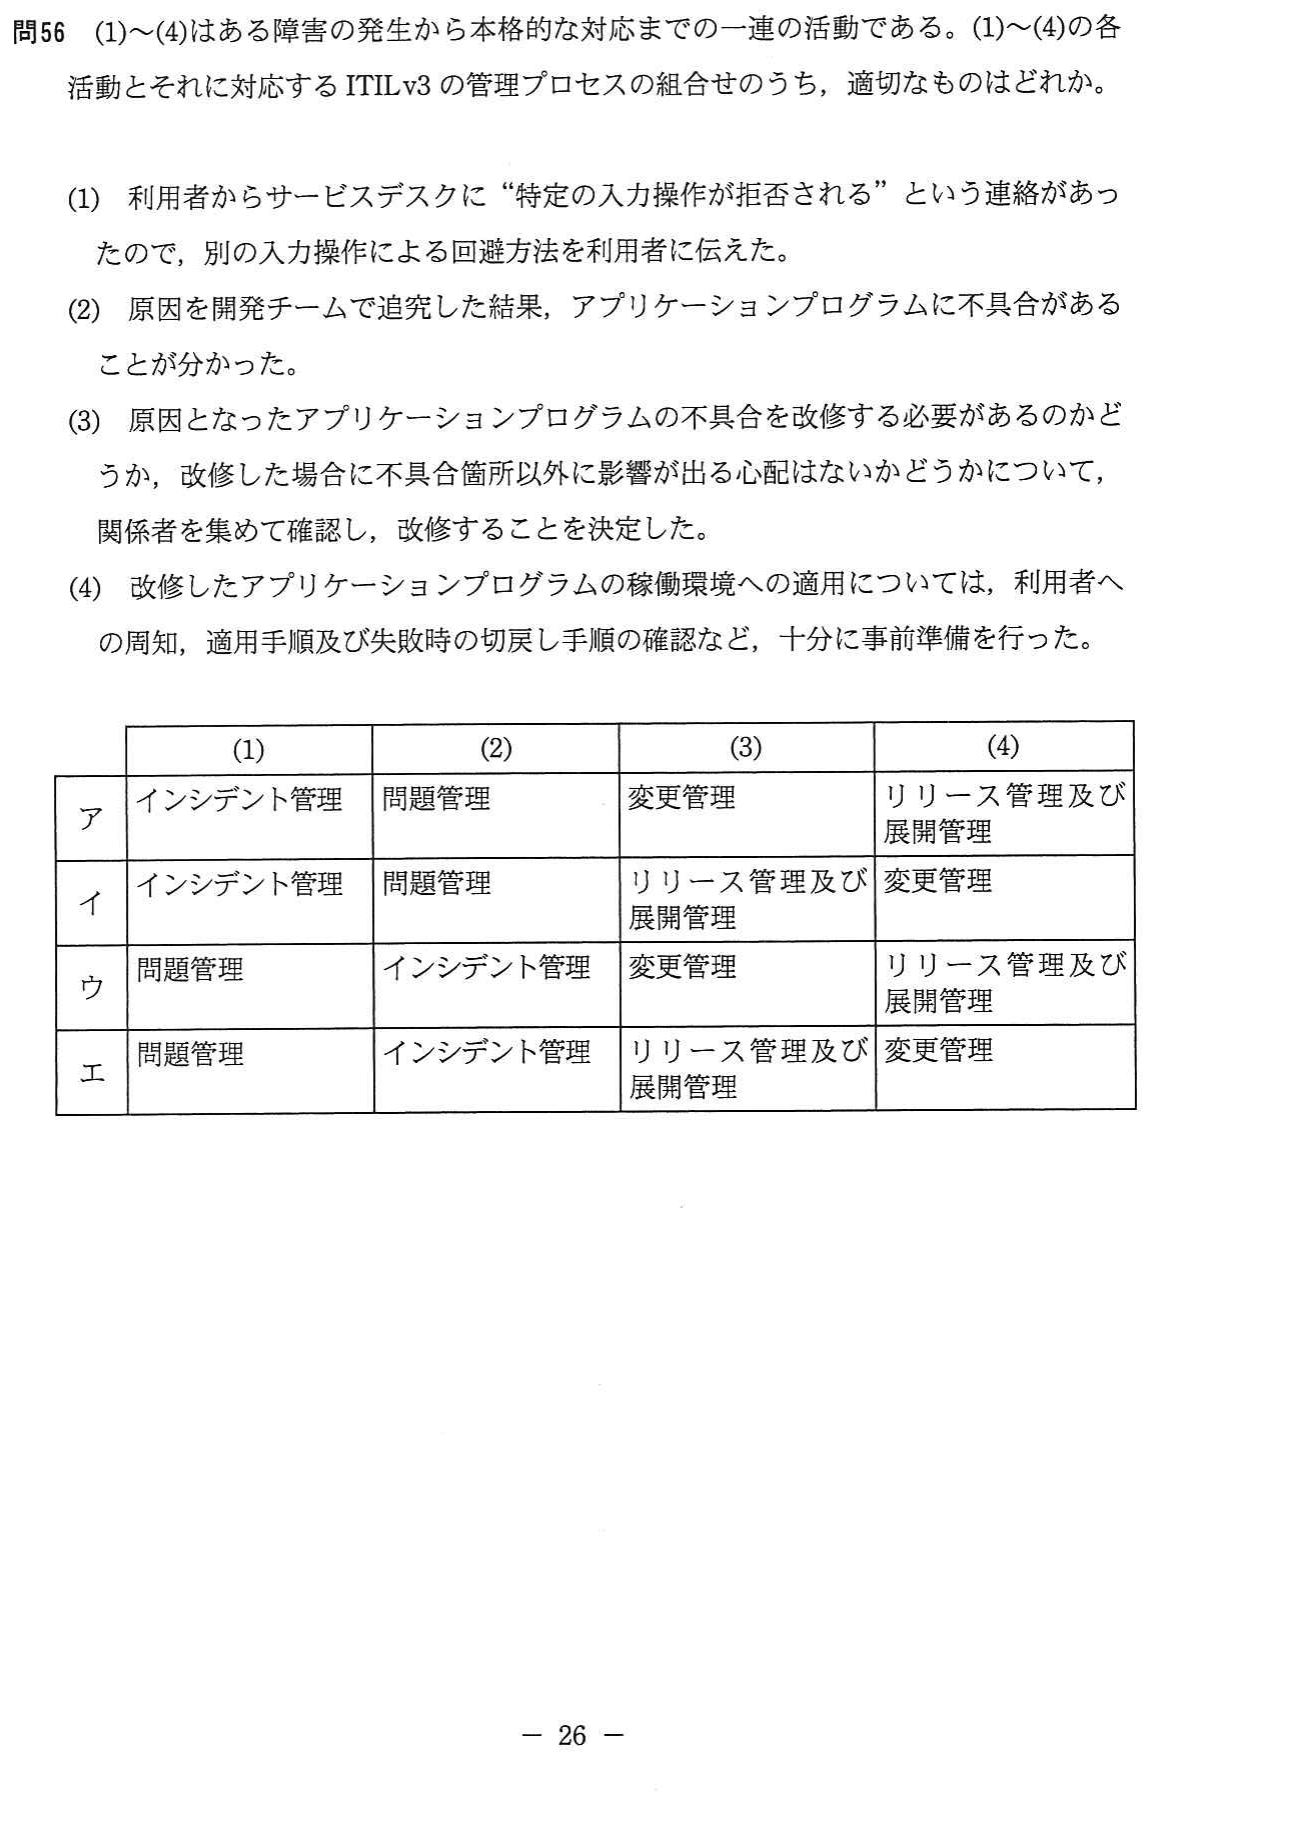 問56 (1)～(4)はある障害の発生から本格的な対応までの一連の活動である。(1)～(4)の各
活動とそれに対応する ITIL v3 の管理プロセスの組合せのうち，適切なものはどれか。
(1) 利用者からサービスデスクに“特定の入力操作が拒否される”という連絡があっ
たので，別の入力操作による回避方法を利用者に伝えた。
(2) 原因を開発チームで追究した結果，アプリケーションプログラムに不具合がある
ことが分かった。
(3) 原因となったアプリケーションプログラムの不具合を改修する必要があるのかど
うか，改修した場合に不具合箇所以外に影響が出る心配はないかどうかについて，
関係者を集めて確認し，改修することを決定した。
(4) 改修したアプリケーションプログラムの稼働環境への適用については，利用者へ
の周知，適用手順及び失敗時の切戻し手順の確認など，十分に事前準備を行った。
(1) (2) (3) (4)
ア インシデント管理 問題管理 変更管理 リリース管理及び
展開管理
イ インシデント管理 問題管理 リリース管理及び 変更管理
展開管理
ウ 問題管理 インシデント管理 変更管理 リリース管理及び
展開管理
エ 問題管理 インシデント管理 リリース管理及び 変更管理
展開管理
― 26 ―